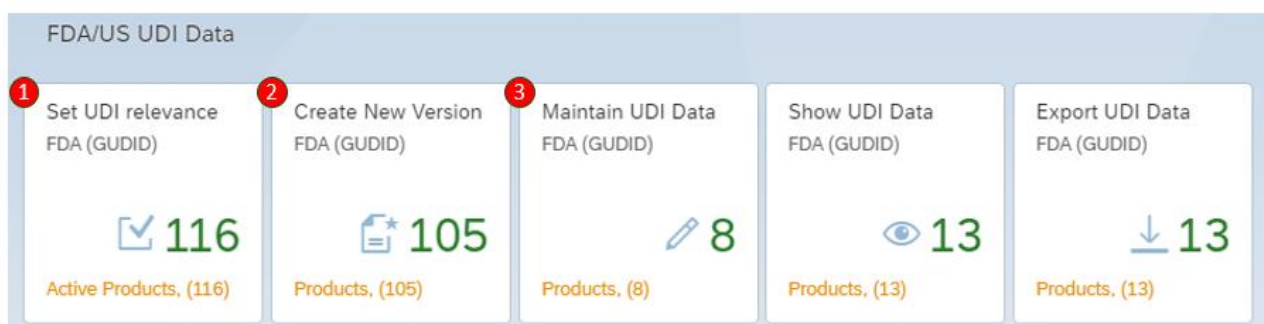 FDA/US UDI Data
1
Set UDI relevance
FDA (GUDID)
116
Active Products, (116)
2
Create New Version
FDA (GUDID)
105
Products, (105)
3
Maintain UDI Data
FDA (GUDID)
8
Products, (8)
Show UDI Data
FDA (GUDID)
13
Products, (13)
Export UDI Data
FDA (GUDID)
13
Products, (13)